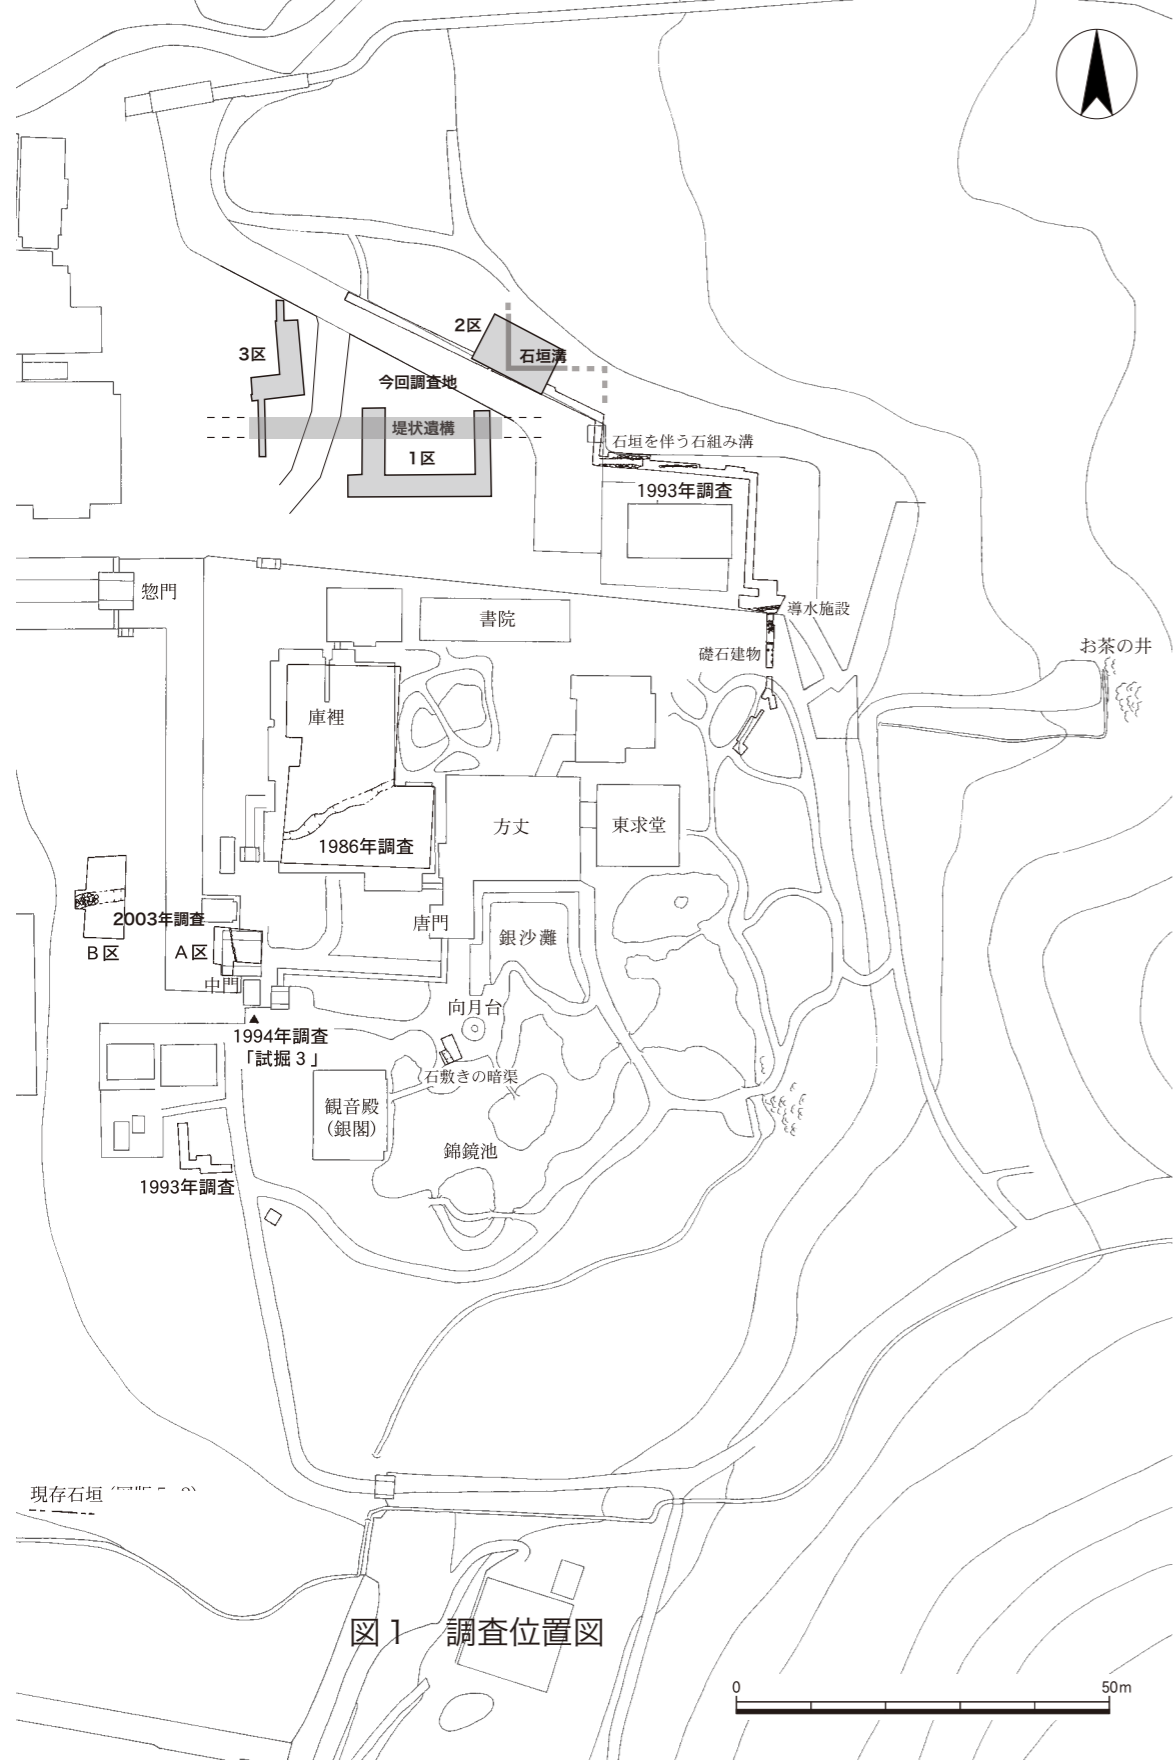 2区
石垣溝
3区
今回調査地
堤状遺構
1区
石垣を伴う石組み溝
1993年調査
惣門
書院
導水施設
礎石建物
お茶の井
庫裡
方丈
東求堂
1986年調査
2003年調査
唐門
銀沙灘
B区
A区
中門
向月台
1994年調査
「試掘3」
石敷きの暗渠
観音殿
(銀閣)
錦鏡池
1993年調査
現存石垣
図1 調査位置図
0
50m